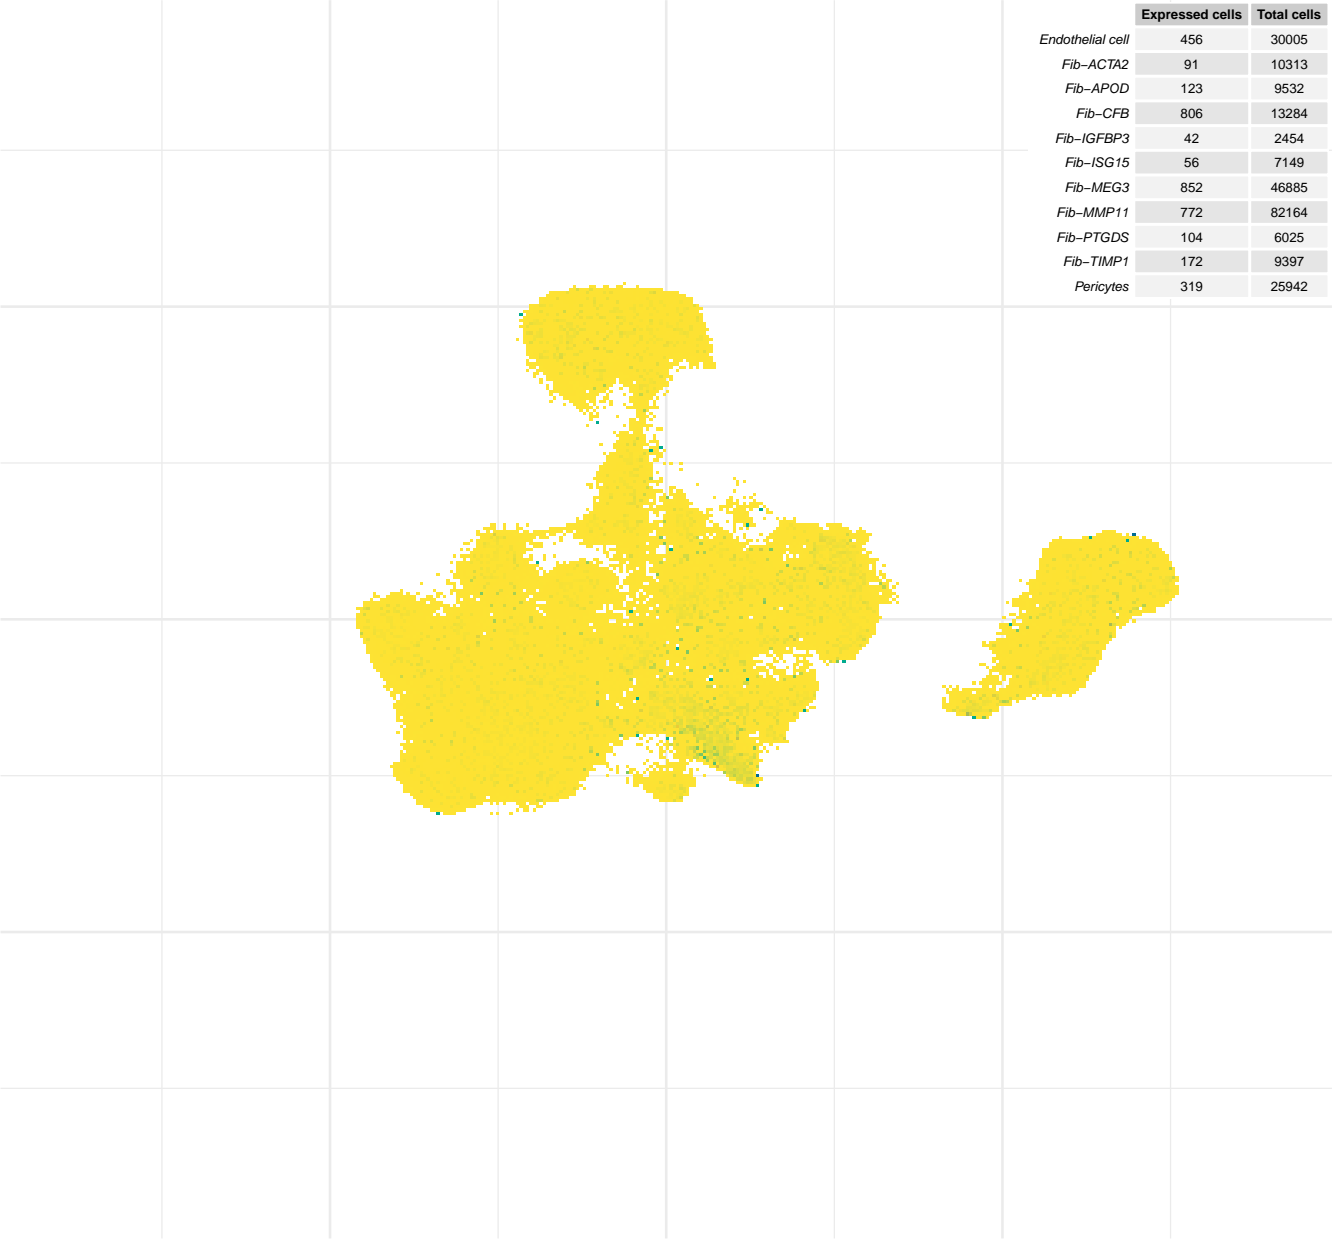 Expressed cells Total cells
Endothelial cell 456 30005
Fib−ACTA2 91 10313
Fib−APOD 123 9532
Fib−CFB 806 13284
Fib−IGFBP3 42 2454
Fib−ISG15 56 7149
Fib−MEG3 852 46885
Fib−MMP11 772 82164
Fib−PTGDS 104 6025
Fib−TIMP1 172 9397
Pericytes 319 25942